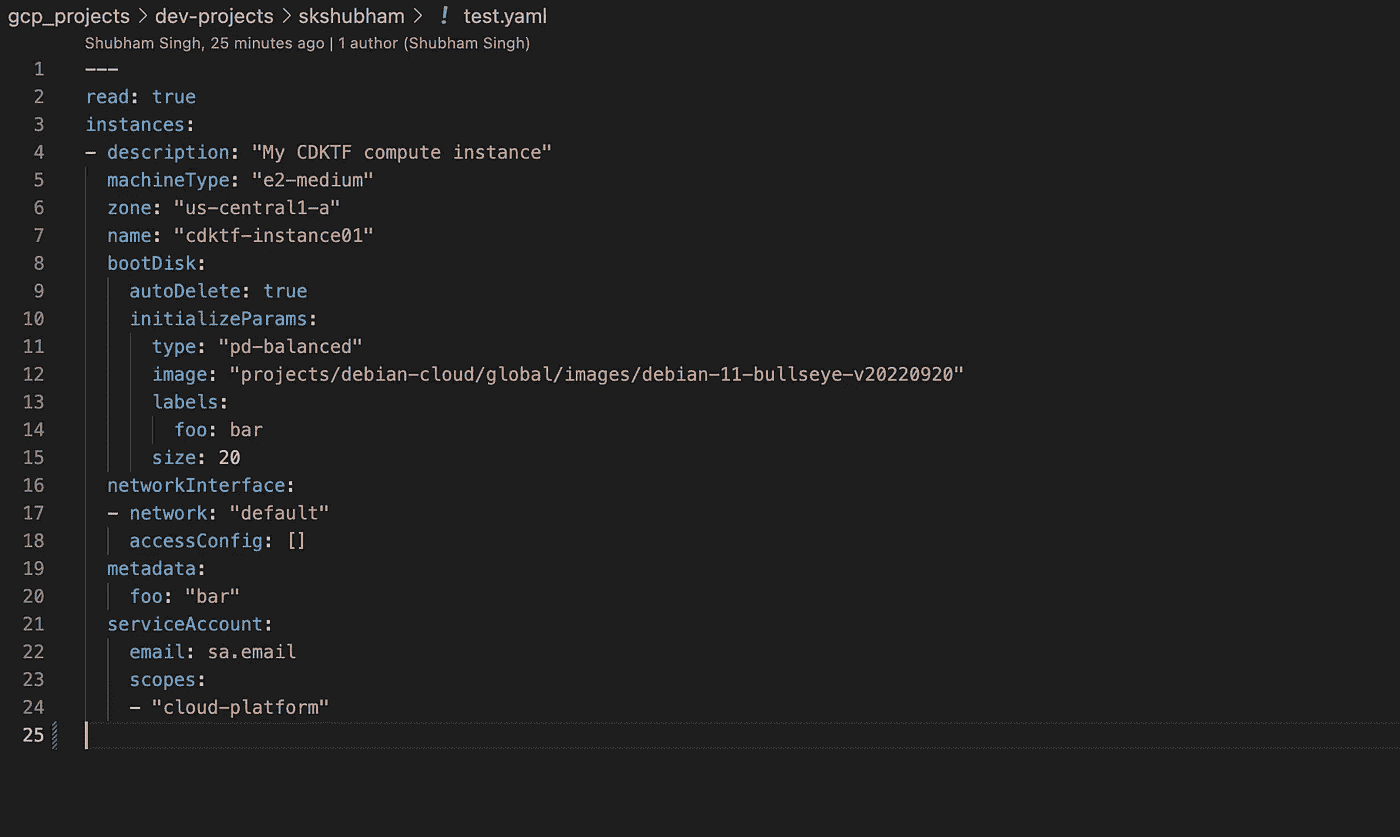 gcp_projects > dev-projects > skshubham > ! test.yaml
Shubham Singh, 25 minutes ago | 1 author (Shubham Singh)
1 ---
2 read: true
3 instances:
4 - description: "My CDKTF compute instance"
5   machineType: "e2-medium"
6   zone: "us-central1-a"
7   name: "cdktf-instance01"
8   bootDisk:
9     autoDelete: true
10     initializeParams:
11       type: "pd-balanced"
12       image: "projects/debian-cloud/global/images/debian-11-bullseye-v20220920"
13       labels:
14         foo: bar
15       size: 20
16   networkInterface:
17   - network: "default"
18     accessConfig: []
19   metadata:
20     foo: "bar"
21   serviceAccount:
22     email: sa.email
23     scopes:
24     - "cloud-platform"
25